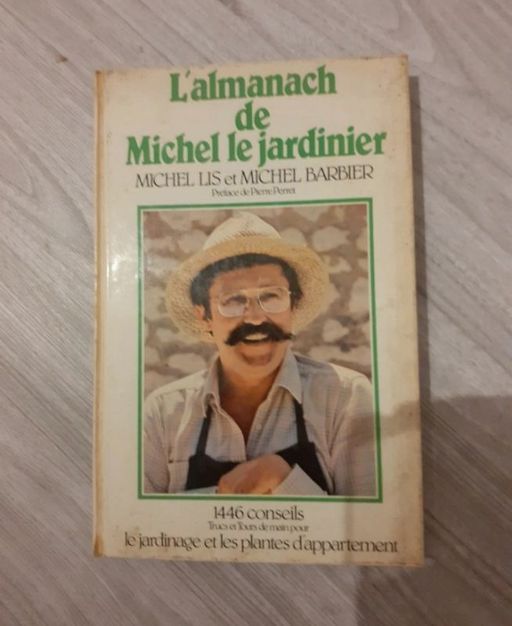 L'almanach
de
Michel le jardinier
MICHEL LIS et MICHEL BARBIER
Préface de Pierre Perret
1446 conseils
Trucs et Tours de main pour
le jardinage et les plantes d'appartement